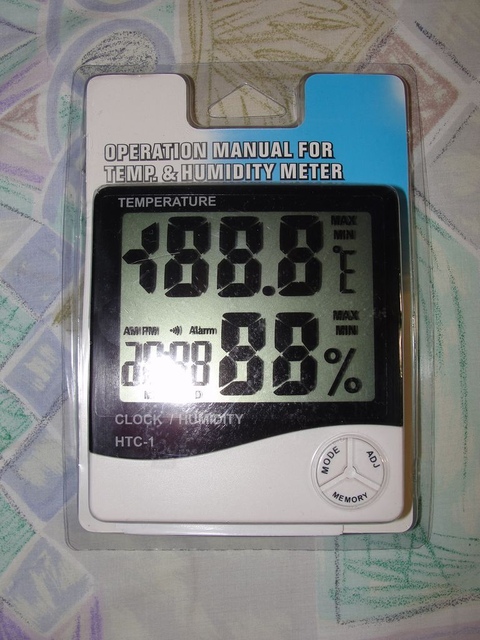 OPERATION MANUAL FOR
TEMP. & HUMIDITY METER
TEMPERATURE
MAX
MIN
-188.8 °C
MAX
MIN
AM PM Alarm
88 %
CLOCK / HUMIDITY
HTC-1
MODE
ADJ
MEMORY